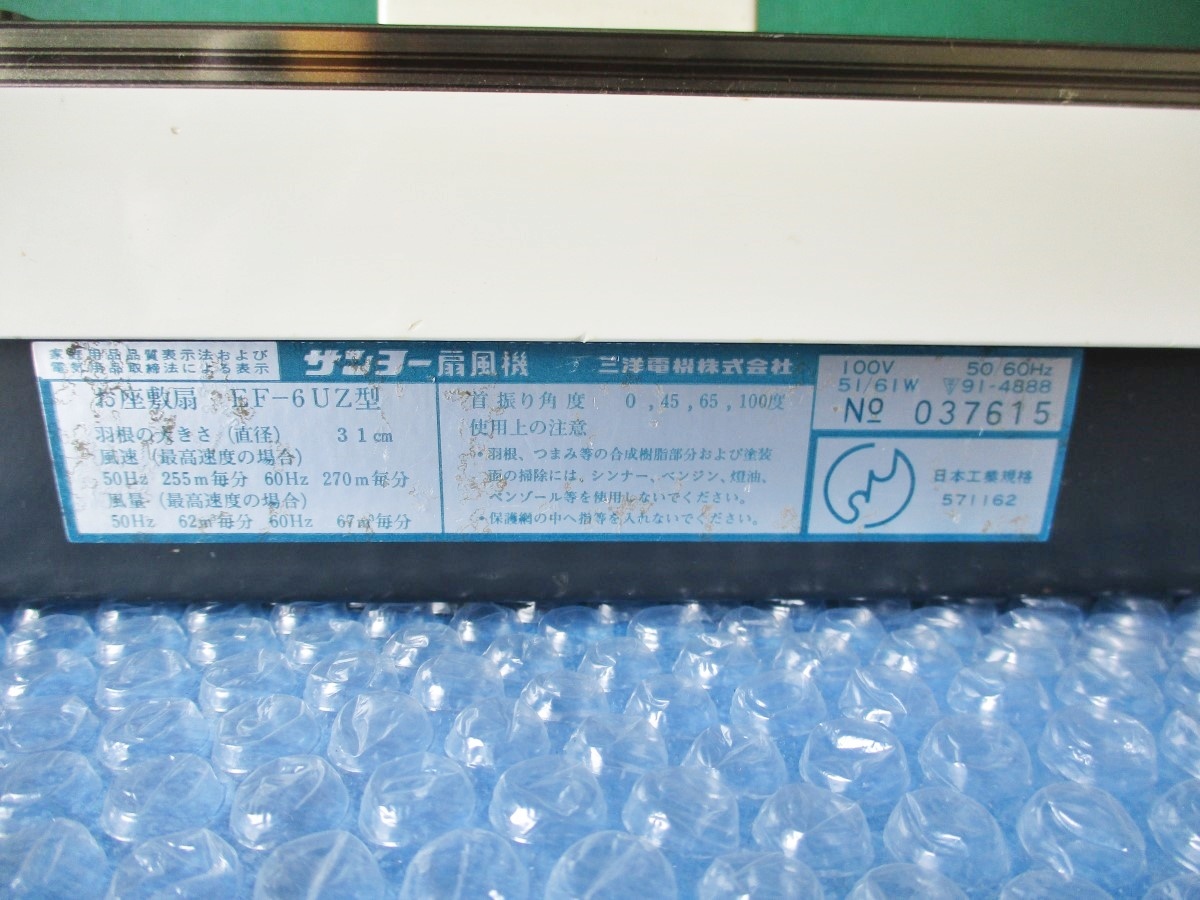 家庭用品品質表示法および
電気用品取締法による表示
サンヨー扇風機 三洋電機株式会社
お座敷扇 EF-6UZ型
羽根の大きさ(直径) 31cm
風速(最高速度の場合)
50Hz 255m毎分 60Hz 270m毎分
風量(最高速度の場合)
50Hz 62m³毎分 60Hz 67m³毎分
首振り角度 0,45,65,100度
使用上の注意
・羽根、つまみ等の合成樹脂部分および塗装
面の掃除には、シンナー、ベンジン、燈油、
ベンゾール等を使用しないでください。
・保護網の中へ指等を入れないでください。
100V 50/60Hz
51/61W 91-4888
№ 037615
日本工業規格
571162